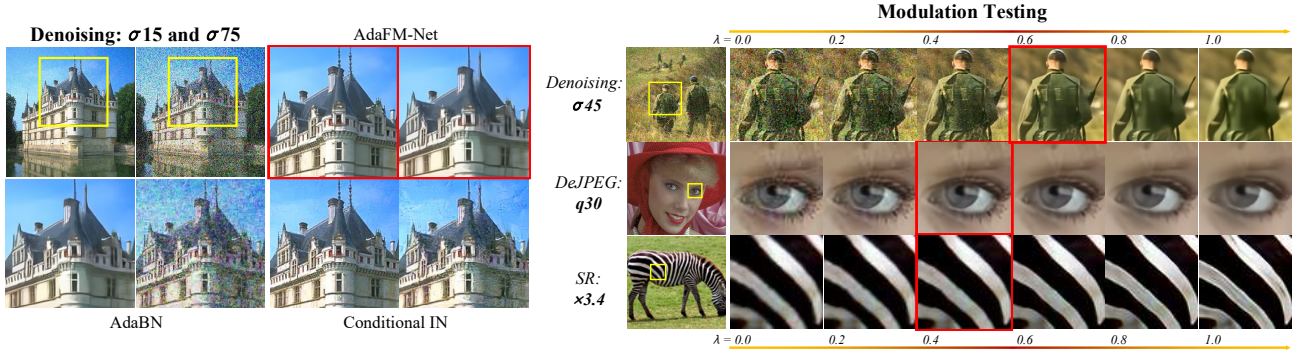 Denoising: σ15 and σ75
AdaFM-Net
AdaBN
Conditional IN
Modulation Testing
λ = 0.0 0.2 0.4 0.6 0.8 1.0
Denoising:
σ45
DeJPEG:
q30
SR:
×3.4
λ = 0.0 0.2 0.4 0.6 0.8 1.0